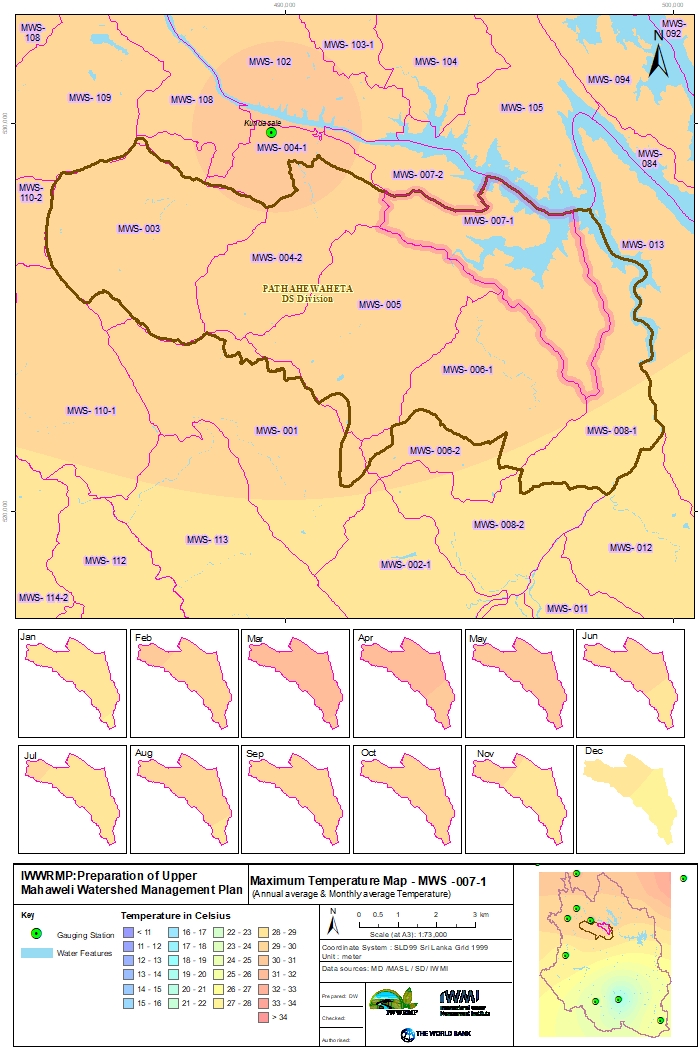 480,000
500,000
MWS-
108
MWS- 103-1
MWS-
092
N
MWS- 102
MWS- 104
MWS- 094
MWS- 109
MWS- 108
MWS- 105
530,000
Kundasale
MWS- 004-1
MWS-
084
MWS- 007-2
MWS-
110-2
MWS- 003
MWS- 007-1
MWS- 013
MWS- 004-2
PATHAHEWAHETA
DS Division
MWS- 005
MWS- 006-1
MWS- 110-1
MWS- 001
MWS- 008-1
MWS- 006-2
520,000
MWS- 008-2
MWS- 113
MWS- 012
MWS- 112
MWS- 002-1
MWS- 114-2
MWS- 011
Jan
Feb
Mar
Apr
May
Jun
Jul
Aug
Sep
Oct
Nov
Dec
IWWRMP:Preparation of Upper
Mahaweli Watershed Management Plan
Maximum Temperature Map - MWS -007-1
(Annual average & Monthly average Temperature)
Key
Gauging Station
Water Features
Temperature in Celsius
< 11
11 - 12
12 - 13
13 - 14
14 - 15
15 - 16
16 - 17
17 - 18
18 - 19
19 - 20
20 - 21
21 - 22
22 - 23
23 - 24
24 - 25
25 - 26
26 - 27
27 - 28
28 - 29
29 - 30
30 - 31
31 - 32
32 - 33
33 - 34
> 34
N
0 0.5 1 2 3 km
Scale (at A3): 1:73,000
Coordinate System : SLD99 Sri Lanka Grid 1999
Unit : meter
Data sources: MD /MASL / SD / IWMI
Prepared: DW
Checked:
Authorised:
IWWRMP
IWMI
International Water
Management Institute
THE WORLD BANK